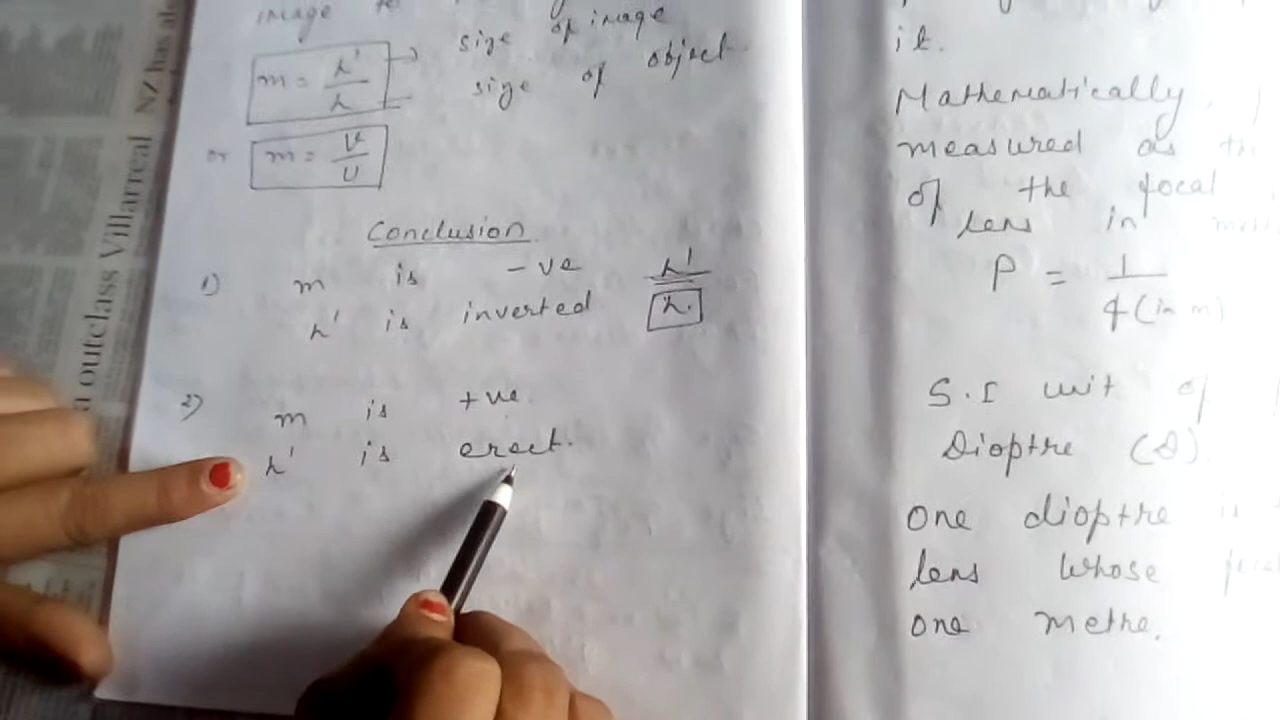 image
m = h'/h → size of image
size of object.
or m = v/u
Conclusion
1) m is -ve h'/h.
h' is inverted
2) m is +ve.
h' is erect.
it.
Mathematically,
measured as
of the focal
lens in
P = 1/f(in m)
S.I unit of
Dioptre (D).
One dioptre is
lens whose
one metre.
a outclass Villarreal NZ has